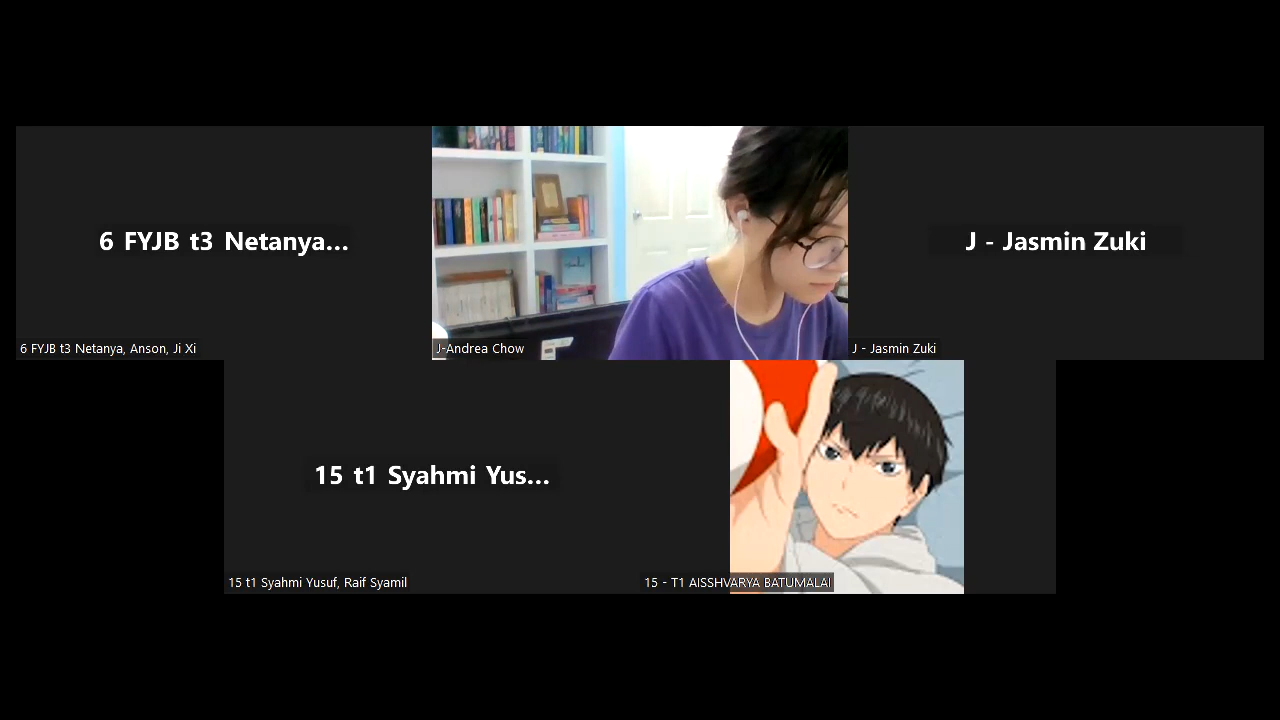 6 FYJB t3 Netanya...
6 FYJB t3 Netanya, Anson, Ji Xi
J-Andrea Chow
J - Jasmin Zuki
J - Jasmin Zuki
15 t1 Syahmi Yus...
15 t1 Syahmi Yusuf, Raif Syamil
15 - T1 AISSHVARYA BATUMALAI